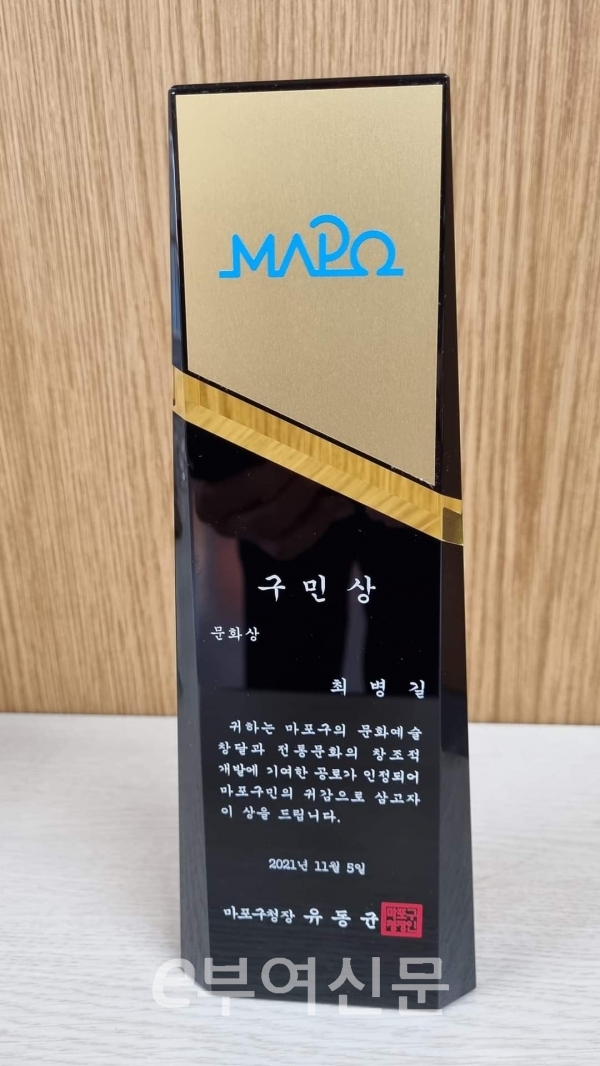 MAPO
구민상
문화상
최병길
귀하는 마포구의 문화예술
창달과 전통문화의 창조적
개발에 기여한 공로가 인정되어
마포구민의 귀감으로 삼고자
이 상을 드립니다.
2021년 11월 5일
마포구청장 유동균
e부여신문